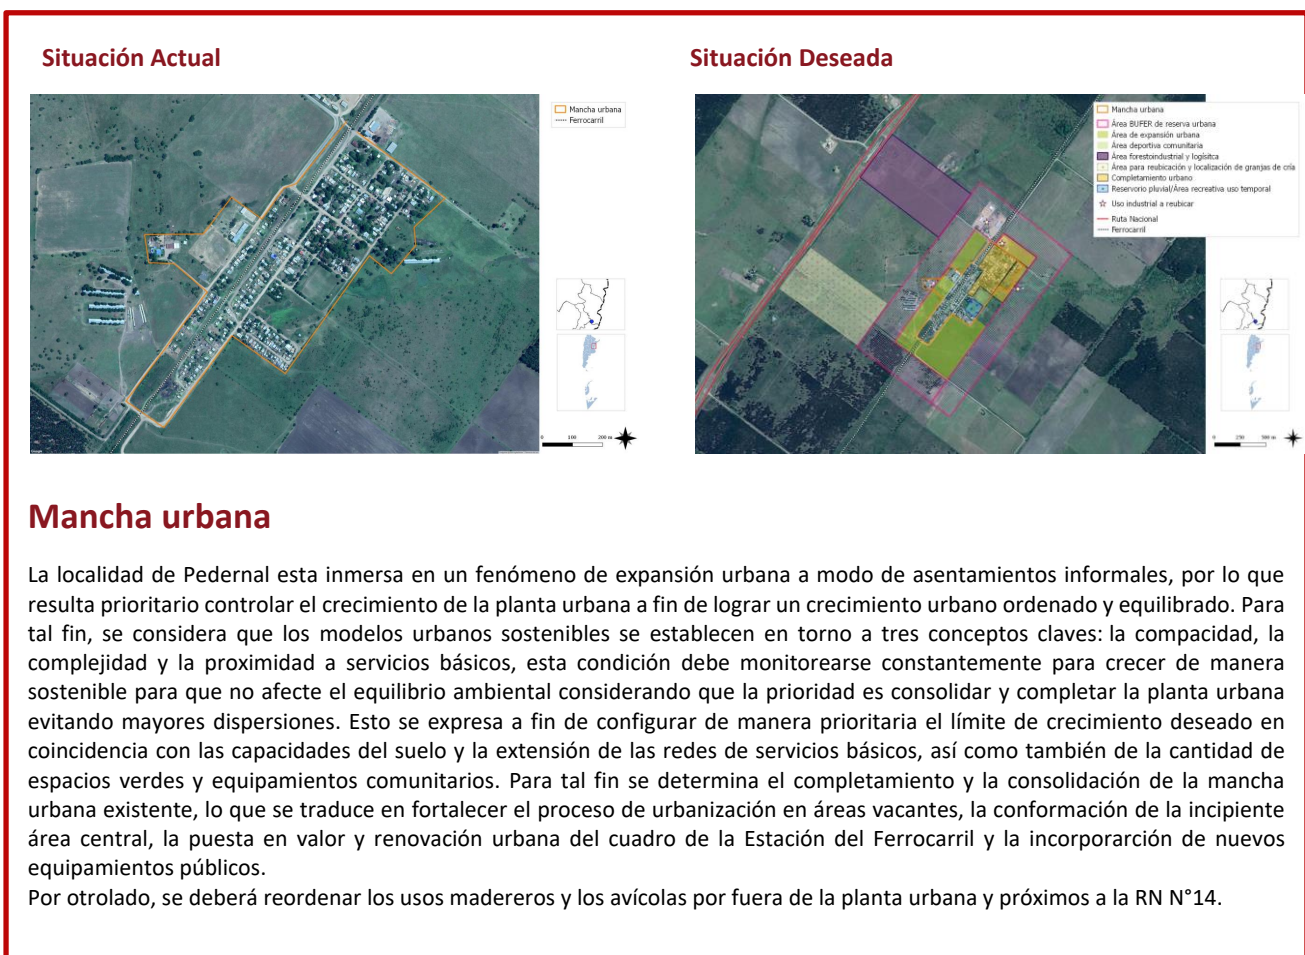 Situación Actual
Situación Deseada
Mancha urbana
Ferrocarril
Mancha urbana
Área BUFER de reserva urbana
Área de expansión urbana
Área deportiva comunitaria
Área forestoindustrial y logísitca
Área para reubicación y localización de granjas de cría
Completamiento urbano
Reservorio pluvial/Área recreativa uso temporal
Uso industrial a reubicar
Ruta Nacional
Ferrocarril
0 100 200 m
0 250 500 m
Mancha urbana
La localidad de Pedernal esta inmersa en un fenómeno de expansión urbana a modo de asentamientos informales, por lo que
resulta prioritario controlar el crecimiento de la planta urbana a fin de lograr un crecimiento urbano ordenado y equilibrado. Para
tal fin, se considera que los modelos urbanos sostenibles se establecen en torno a tres conceptos claves: la compacidad, la
complejidad y la proximidad a servicios básicos, esta condición debe monitorearse constantemente para crecer de manera
sostenible para que no afecte el equilibrio ambiental considerando que la prioridad es consolidar y completar la planta urbana
evitando mayores dispersiones. Esto se expresa a fin de configurar de manera prioritaria el límite de crecimiento deseado en
coincidencia con las capacidades del suelo y la extensión de las redes de servicios básicos, así como también de la cantidad de
espacios verdes y equipamientos comunitarios. Para tal fin se determina el completamiento y la consolidación de la mancha
urbana existente, lo que se traduce en fortalecer el proceso de urbanización en áreas vacantes, la conformación de la incipiente
área central, la puesta en valor y renovación urbana del cuadro de la Estación del Ferrocarril y la incorporarción de nuevos
equipamientos públicos.
Por otrolado, se deberá reordenar los usos madereros y los avícolas por fuera de la planta urbana y próximos a la RN N°14.